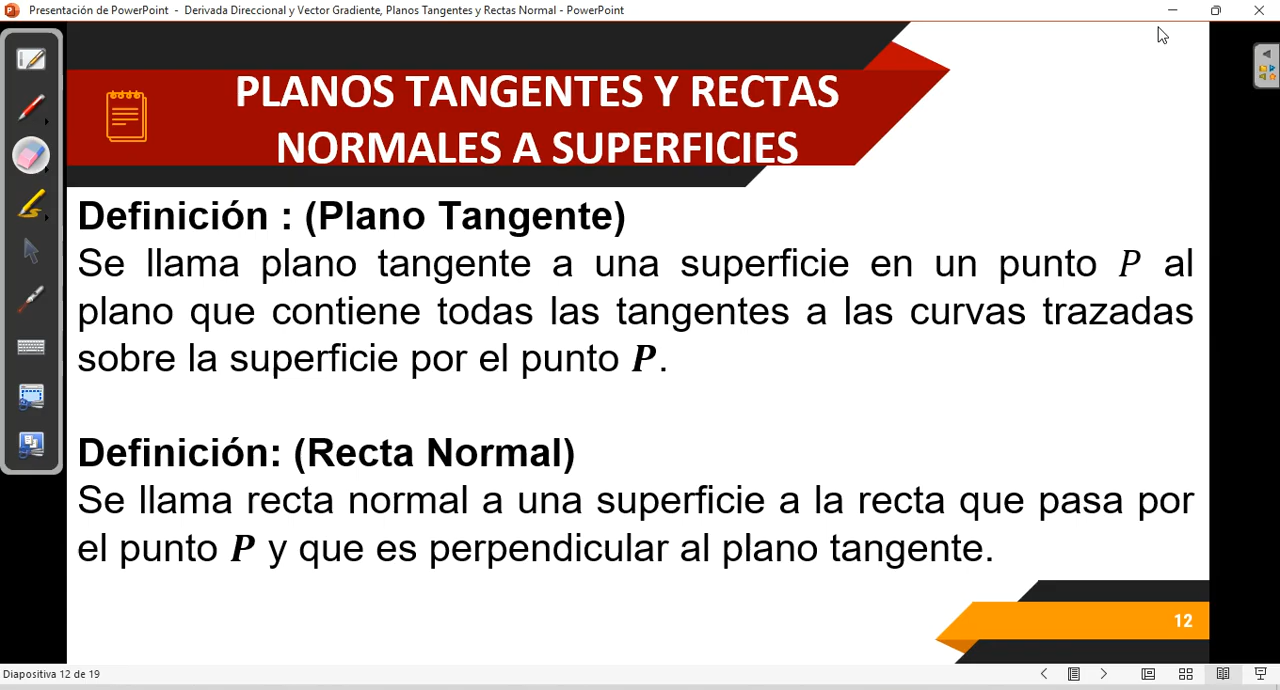 Presentación de PowerPoint - Derivada Direccional y Vector Gradiente, Planos Tangentes y Rectas Normal - PowerPoint
PLANOS TANGENTES Y RECTAS
NORMALES A SUPERFICIES
Definición : (Plano Tangente)
Se llama plano tangente a una superficie en un punto P al
plano que contiene todas las tangentes a las curvas trazadas
sobre la superficie por el punto P.
Definición: (Recta Normal)
Se llama recta normal a una superficie a la recta que pasa por
el punto P y que es perpendicular al plano tangente.
12
Diapositiva 12 de 19